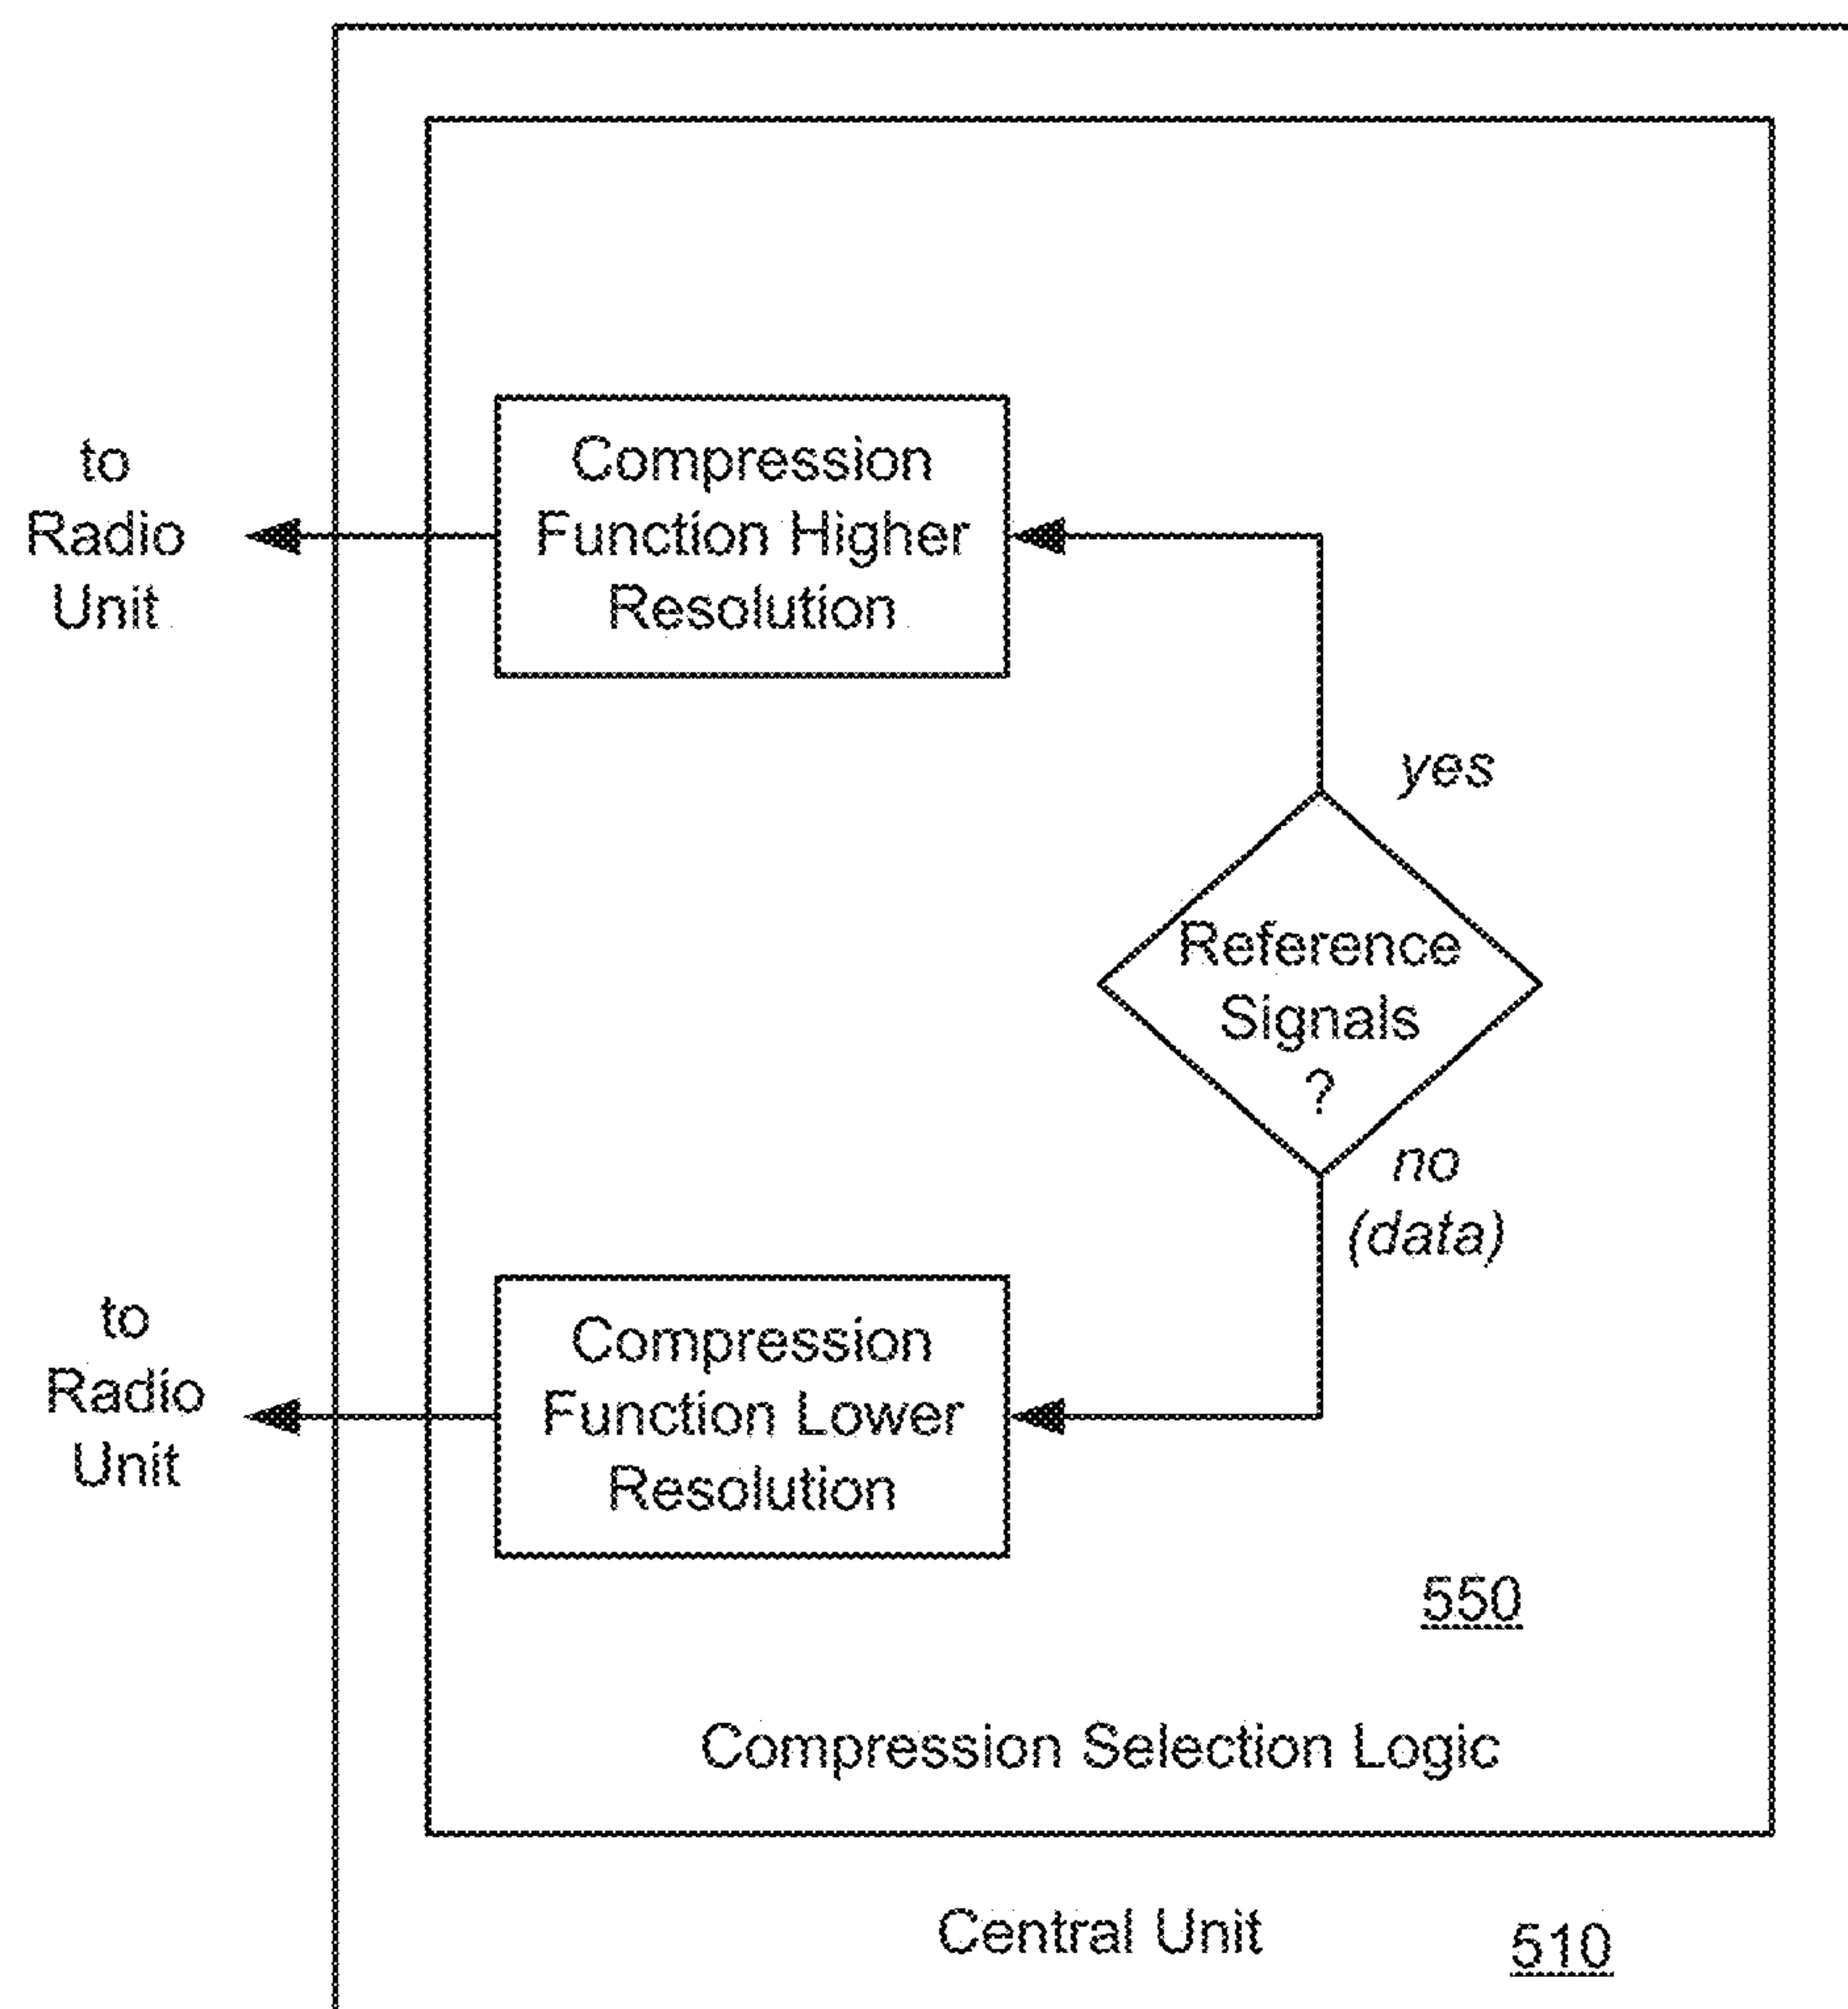 to
Radio
Unit
Compression
Function Higher
Resolution
yes
Reference
Signals
?
no
(data)
to
Radio
Unit
Compression
Function Lower
Resolution
550
Compression Selection Logic
Central Unit
510